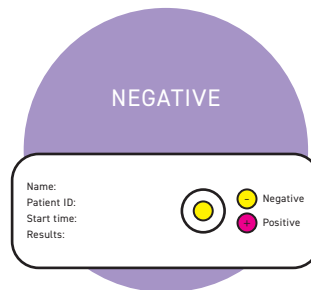 NEGATIVE
Name:
Patient ID:
Start time:
Results:
- Negative
+ Positive